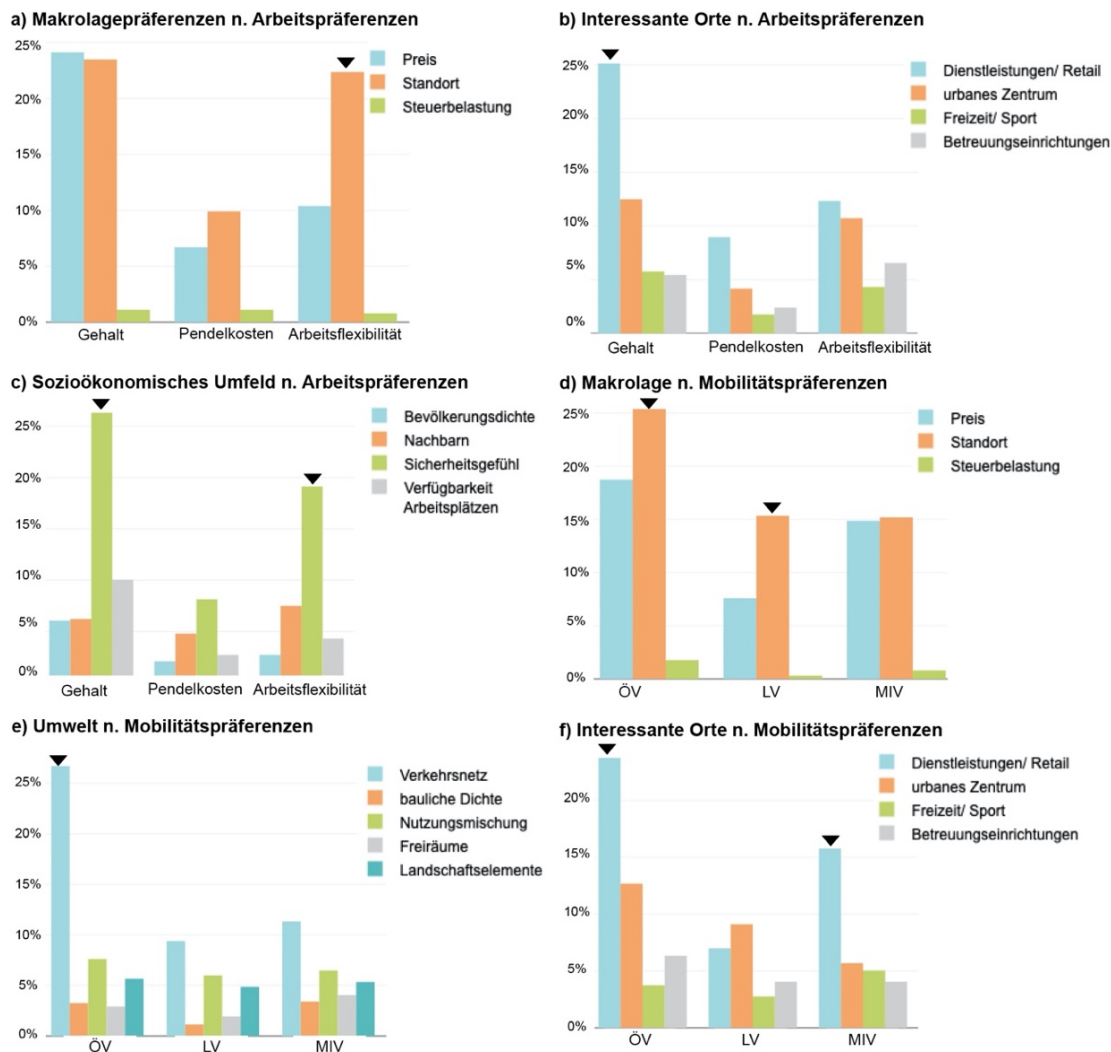 a) Makrolagepräferenzen n. Arbeitspräferenzen
25%
20%
15%
10%
5%
0%
Preis
Standort
Steuerbelastung
Gehalt
Pendelkosten
Arbeitsflexibilität
b) Interessante Orte n. Arbeitspräferenzen
25%
20%
15%
10%
5%
0%
Dienstleistungen/ Retail
urbanes Zentrum
Freizeit/ Sport
Betreuungseinrichtungen
Gehalt
Pendelkosten
Arbeitsflexibilität
c) Sozioökonomisches Umfeld n. Arbeitspräferenzen
25%
20%
15%
10%
5%
0%
Bevölkerungsdichte
Nachbarn
Sicherheitsgefühl
Verfügbarkeit
Arbeitsplätzen
Gehalt
Pendelkosten
Arbeitsflexibilität
d) Makrolage n. Mobilitätspräferenzen
25%
20%
15%
10%
5%
0%
Preis
Standort
Steuerbelastung
ÖV
LV
MIV
e) Umwelt n. Mobilitätspräferenzen
25%
20%
15%
10%
5%
0%
Verkehrsnetz
bauliche Dichte
Nutzungsmischung
Freiräume
Landschaftselemente
ÖV
LV
MIV
f) Interessante Orte n. Mobilitätspräferenzen
20%
15%
10%
5%
0%
Dienstleistungen/ Retail
urbanes Zentrum
Freizeit/ Sport
Betreuungseinrichtungen
ÖV
LV
MIV